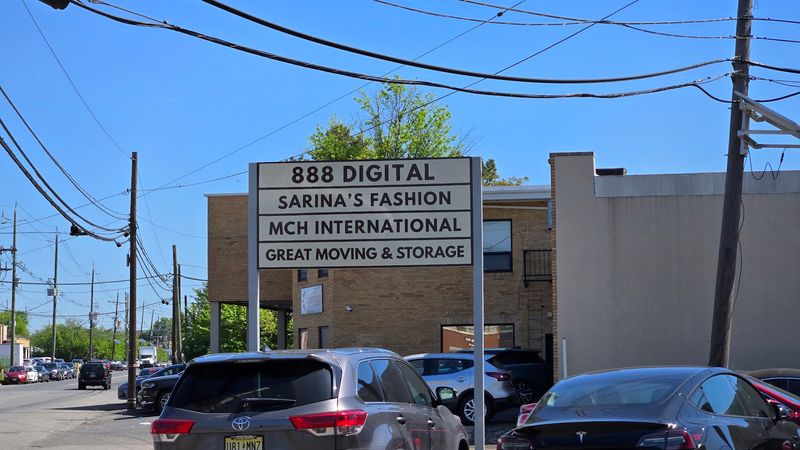 888 DIGITAL
SARINA'S FASHION
MCH INTERNATIONAL
GREAT MOVING & STORAGE